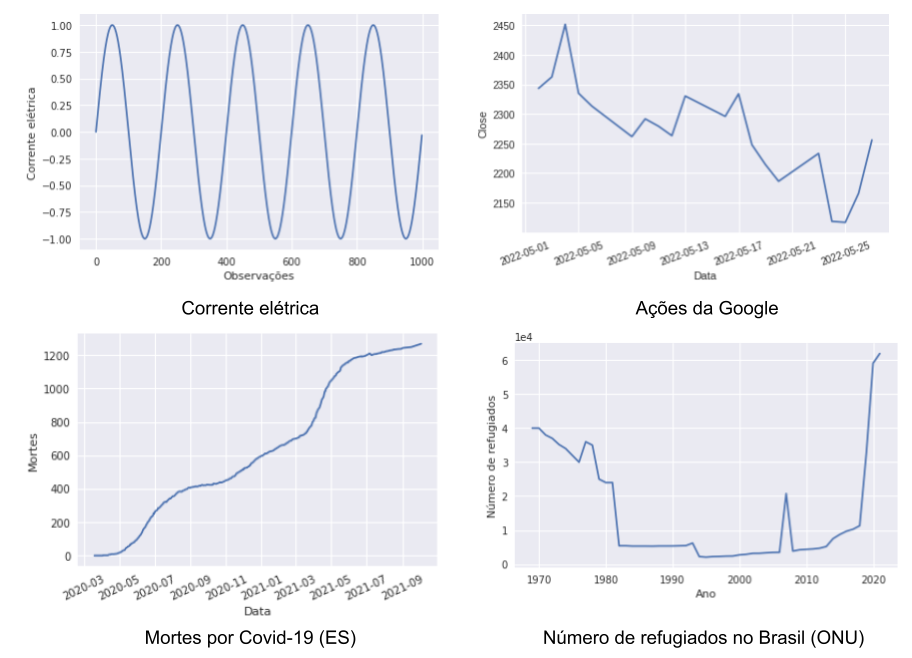 1.00
0.75
0.50
0.25
0.00
−0.25
−0.50
−0.75
−1.00
Corrente elétrica
0 200 400 600 800 1000
Observações
Corrente elétrica
2450
2400
2350
2300
2250
2200
2150
Close
2022-05-01 2022-05-05 2022-05-09 2022-05-13 2022-05-17 2022-05-21 2022-05-25
Data
Ações da Google
1200
1000
800
600
400
200
0
Mortes
2020-03 2020-05 2020-07 2020-09 2020-11 2021-01 2021-03 2021-05 2021-07 2021-09
Data
Mortes por Covid-19 (ES)
1e4
6
5
4
3
2
1
0
Número de refugiados
1970 1980 1990 2000 2010 2020
Ano
Número de refugiados no Brasil (ONU)